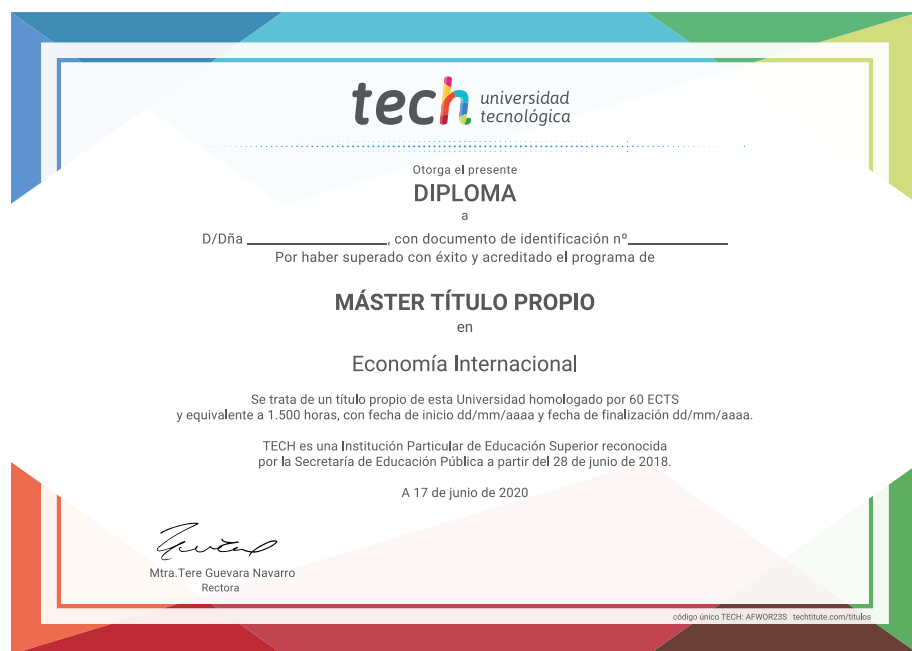 tech universidad
tecnológica
Otorga el presente
DIPLOMA
a
D/Dña ________________, con documento de identificación nº____________
Por haber superado con éxito y acreditado el programa de
MÁSTER TÍTULO PROPIO
en
Economía Internacional
Se trata de un título propio de esta Universidad homologado por 60 ECTS
y equivalente a 1.500 horas, con fecha de inicio dd/mm/aaaa y fecha de finalización dd/mm/aaaa.
TECH es una Institución Particular de Educación Superior reconocida
por la Secretaría de Educación Pública a partir del 28 de junio de 2018.
A 17 de junio de 2020
Mtra.Tere Guevara Navarro
Rectora
código único TECH: AFWOR23S techtitute.com/titulos